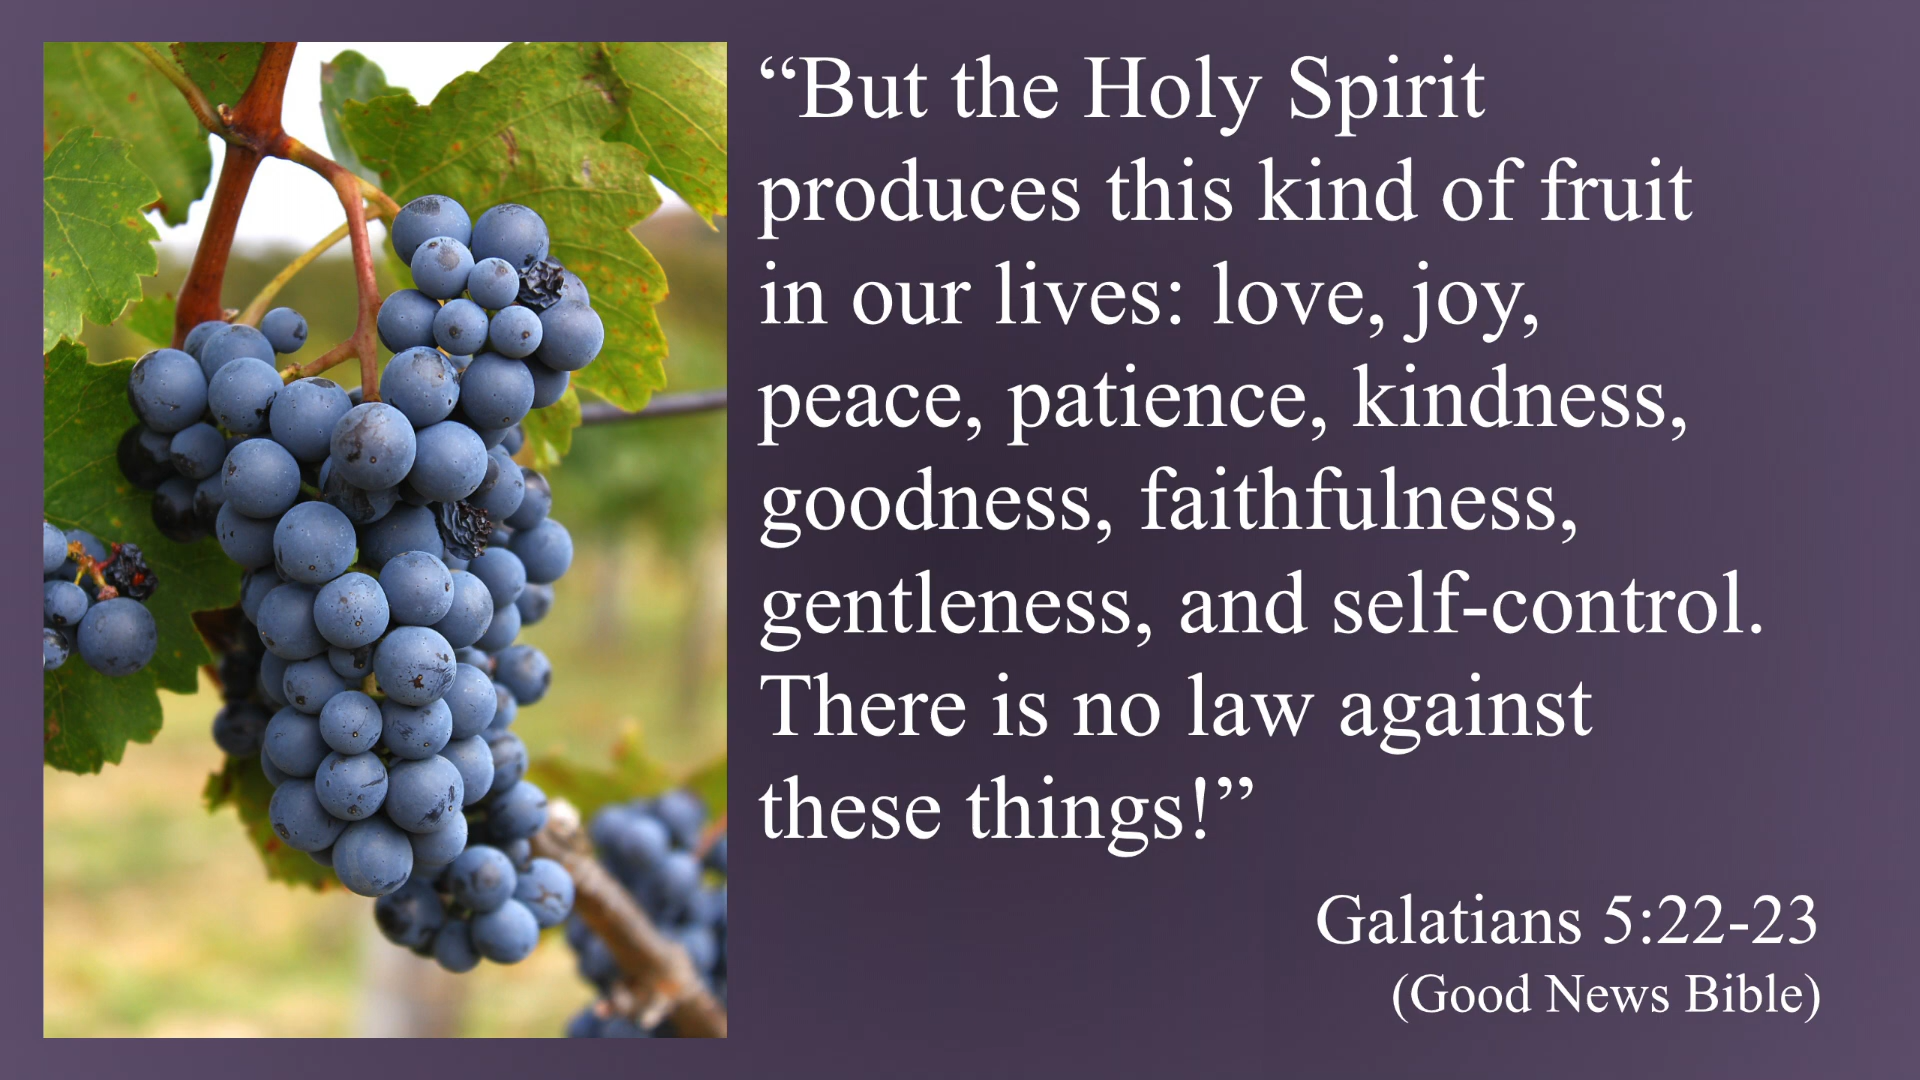 “But the Holy Spirit
produces this kind of fruit
in our lives: love, joy,
peace, patience, kindness,
goodness, faithfulness,
gentleness, and self-control.
There is no law against
these things!”
Galatians 5:22-23
(Good News Bible)